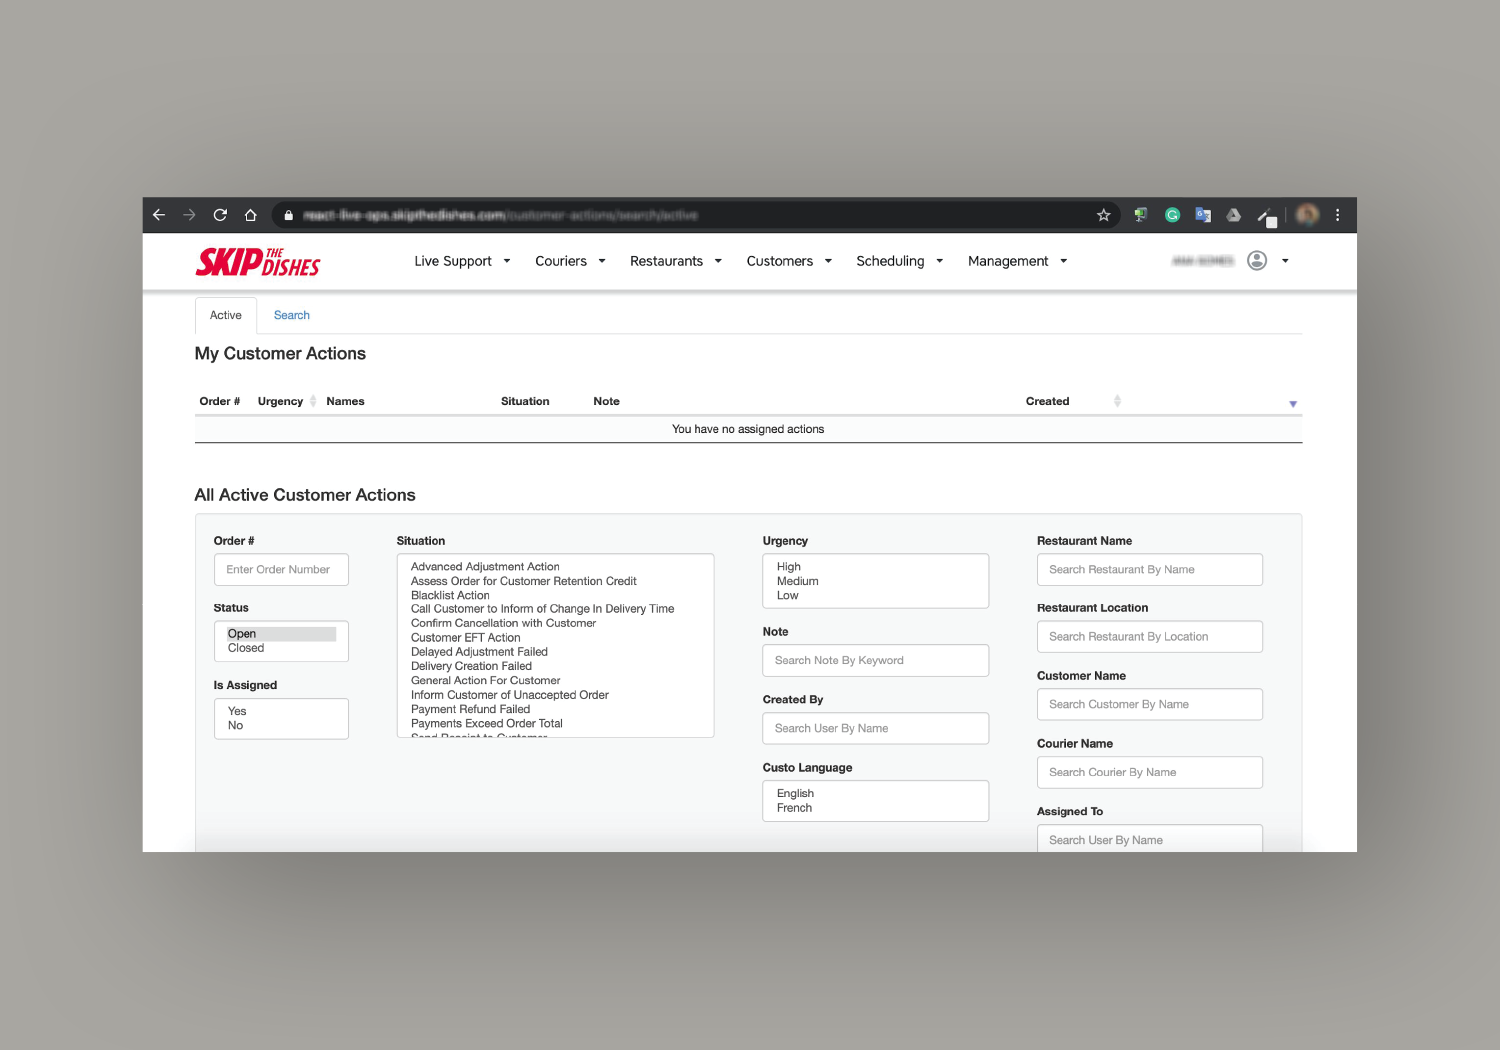 SKIP THE DISHES
Live Support
Couriers
Restaurants
Customers
Scheduling
Management
Active
Search
My Customer Actions
Order # Urgency Names Situation Note Created
You have no assigned actions
All Active Customer Actions
Order #
Enter Order Number
Status
Open
Closed
Is Assigned
Yes
No
Situation
Advanced Adjustment Action
Assess Order for Customer Retention Credit
Blacklist Action
Call Customer to Inform of Change In Delivery Time
Confirm Cancellation with Customer
Customer EFT Action
Delayed Adjustment Failed
Delivery Creation Failed
General Action For Customer
Inform Customer of Unaccepted Order
Payment Refund Failed
Payments Exceed Order Total
Send Receipt to Customer
Urgency
High
Medium
Low
Note
Search Note By Keyword
Created By
Search User By Name
Custo Language
English
French
Restaurant Name
Search Restaurant By Name
Restaurant Location
Search Restaurant By Location
Customer Name
Search Customer By Name
Courier Name
Search Courier By Name
Assigned To
Search User By Name